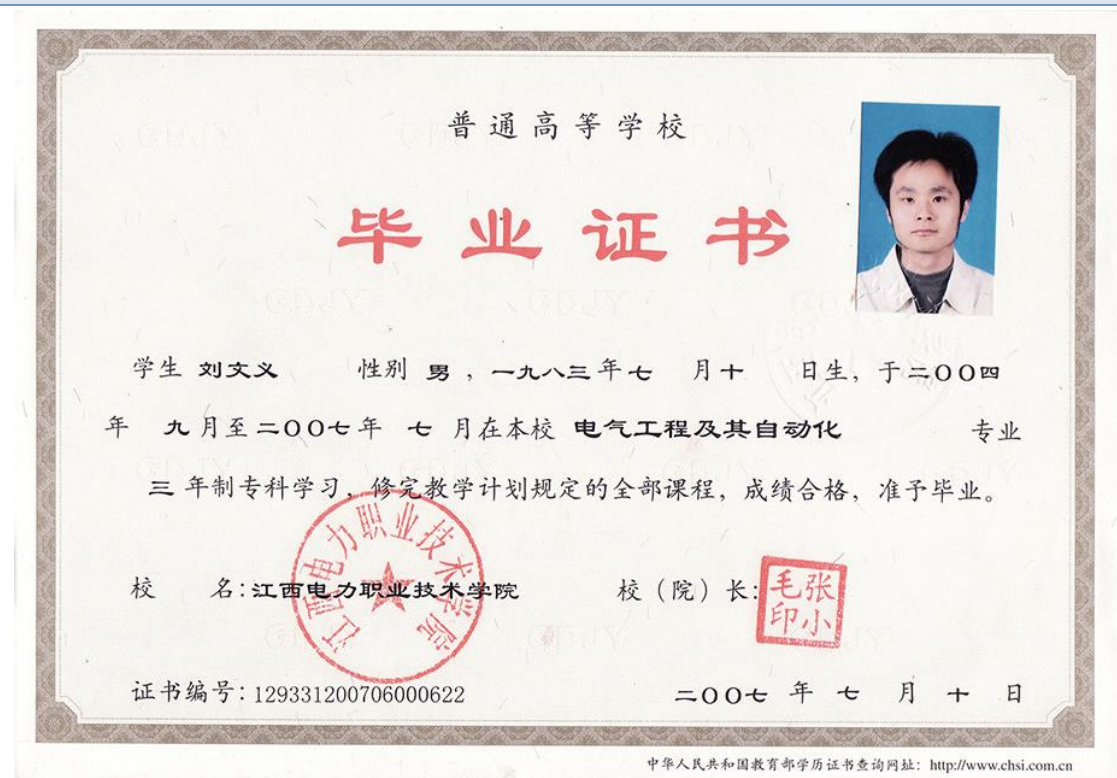 普通高等学校
毕业证书
学生 刘文义 性别 男 ，一九八三年七 月十 日生，于二〇〇四
年 九月至二〇〇七年 七 月在本校 电气工程及其自动化 专业
三 年制专科学习，修完教学计划规定的全部课程，成绩合格，准予毕业。
江西电力职业技术学院
校 名：江西电力职业技术学院 校（院）长：
张小毛印
证书编号：129331200706000622 二〇〇七 年 七 月 十 日
中华人民共和国教育部学历证书查询网址：http://www.chsi.com.cn